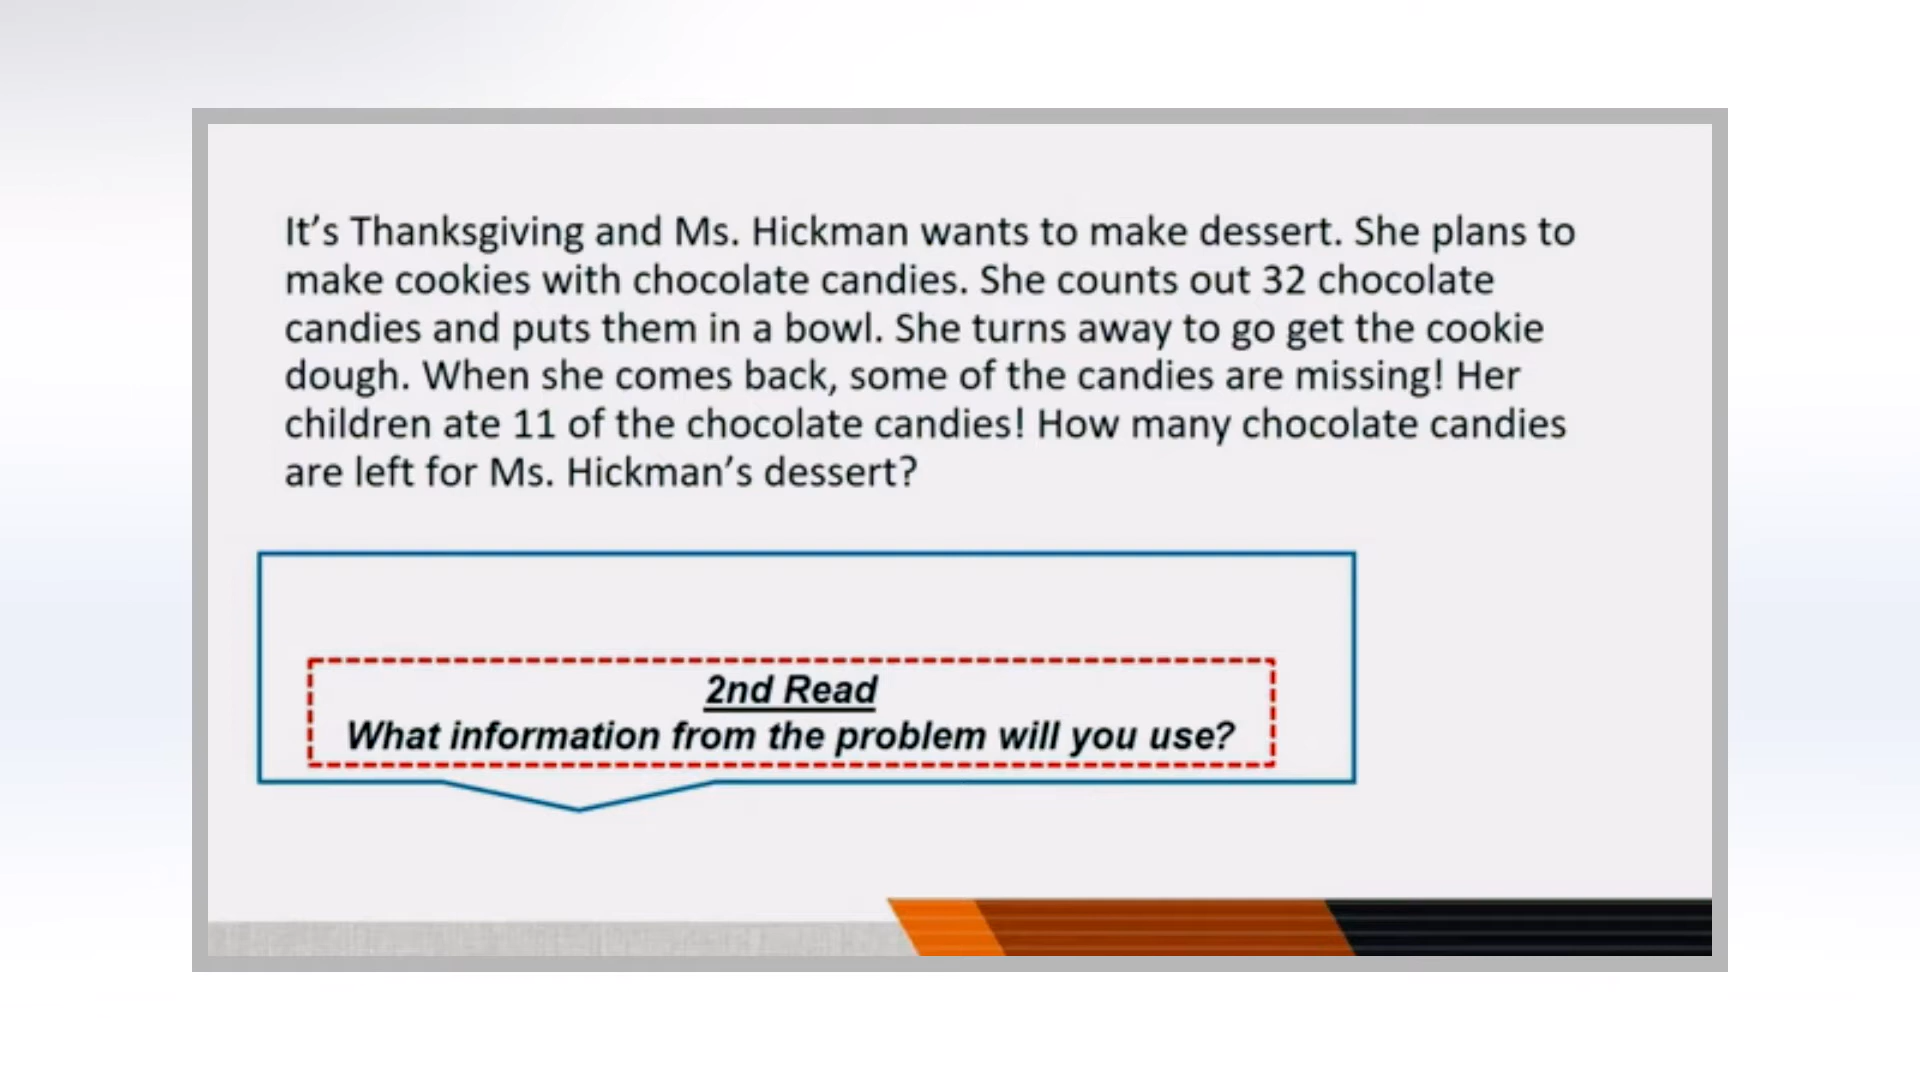 It’s Thanksgiving and Ms. Hickman wants to make dessert. She plans to
make cookies with chocolate candies. She counts out 32 chocolate
candies and puts them in a bowl. She turns away to go get the cookie
dough. When she comes back, some of the candies are missing! Her
children ate 11 of the chocolate candies! How many chocolate candies
are left for Ms. Hickman’s dessert?
2nd Read
What information from the problem will you use?